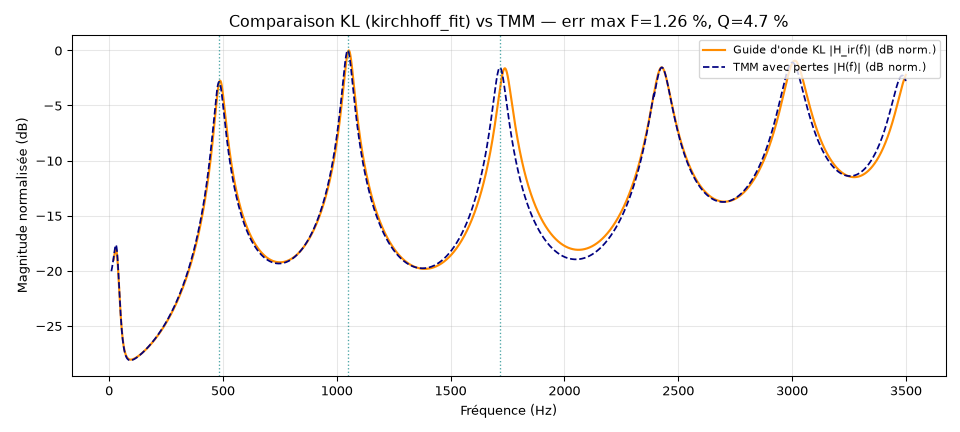 Comparaison KL (kirchhoff_fit) vs TMM — err max F=1.26 %, Q=4.7 %
Guide d'onde KL |H_ir(f)| (dB norm.)
TMM avec pertes |H(f)| (dB norm.)
Magnitude normalisée (dB)
0
−5
−10
−15
−20
−25
0
500
1000
1500
2000
2500
3000
3500
Fréquence (Hz)